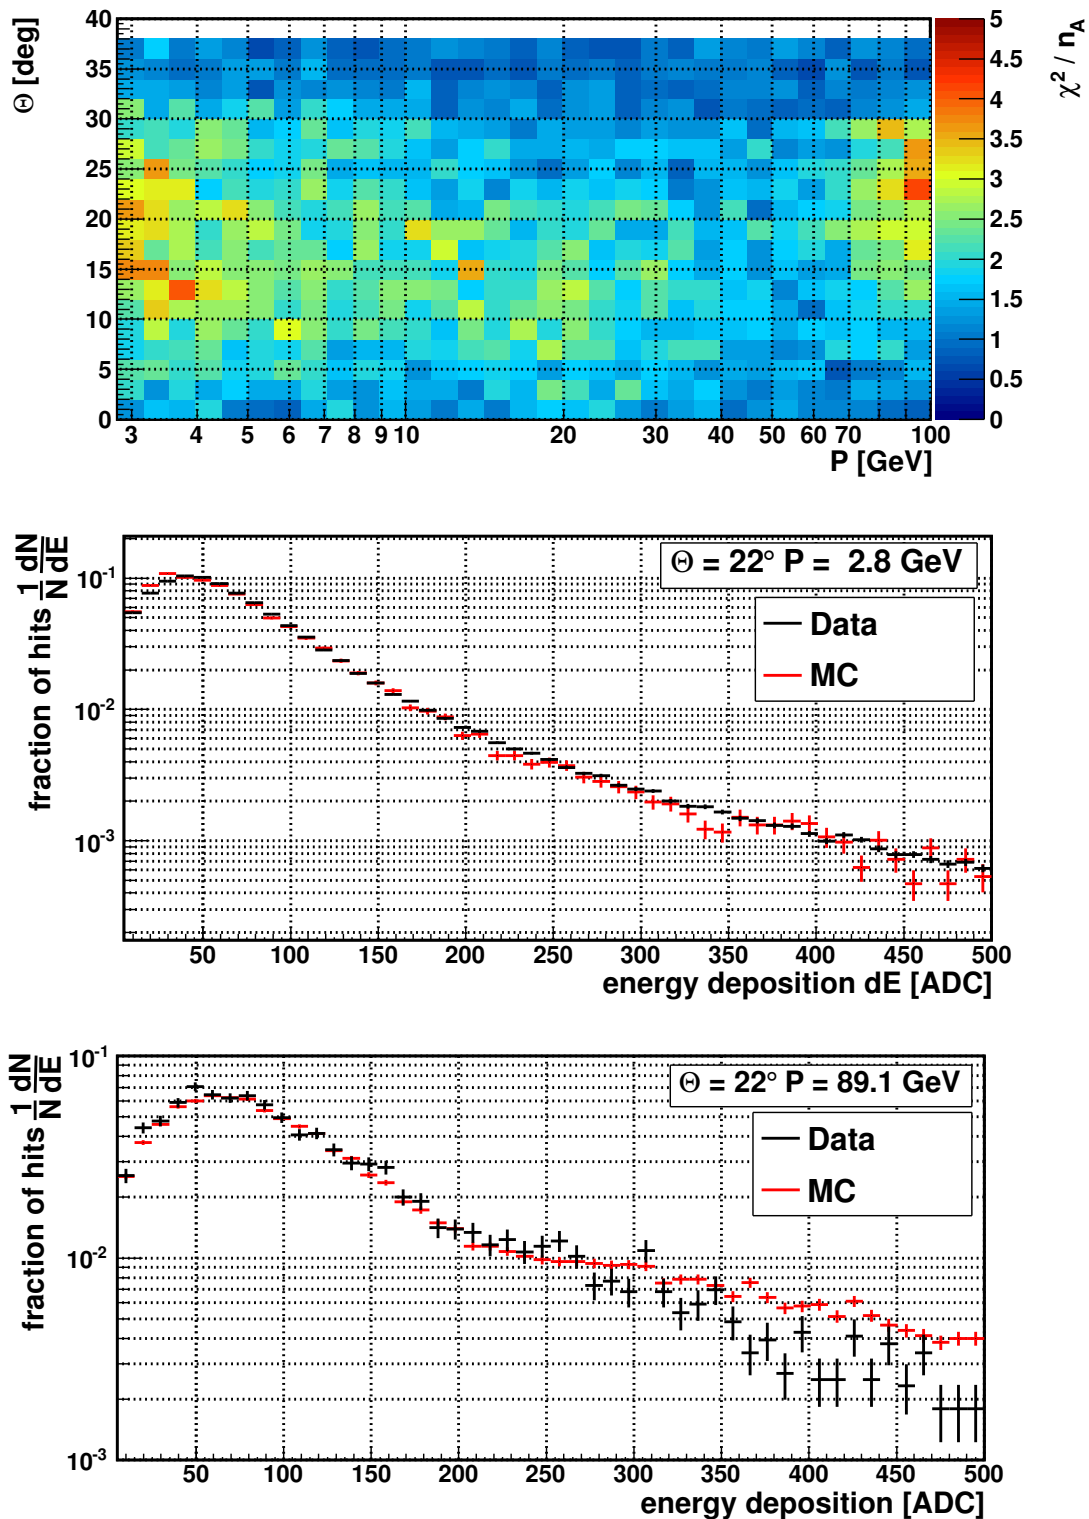 Θ [deg]
40
35
30
25
20
15
10
5
0
3 4 5 6 7 8 9 10 20 30 40 50 60 70 100
P [GeV]
5
4.5
4
3.5
3
2.5
2
1.5
1
0.5
0
χ² / n_A
fraction of hits 1/N dN/dE
10⁻¹
10⁻²
10⁻³
Θ = 22° P = 2.8 GeV
Data
MC
50 100 150 200 250 300 350 400 450 500
energy deposition dE [ADC]
fraction of hits 1/N dN/dE
10⁻¹
10⁻²
10⁻³
Θ = 22° P = 89.1 GeV
Data
MC
50 100 150 200 250 300 350 400 450 500
energy deposition [ADC]